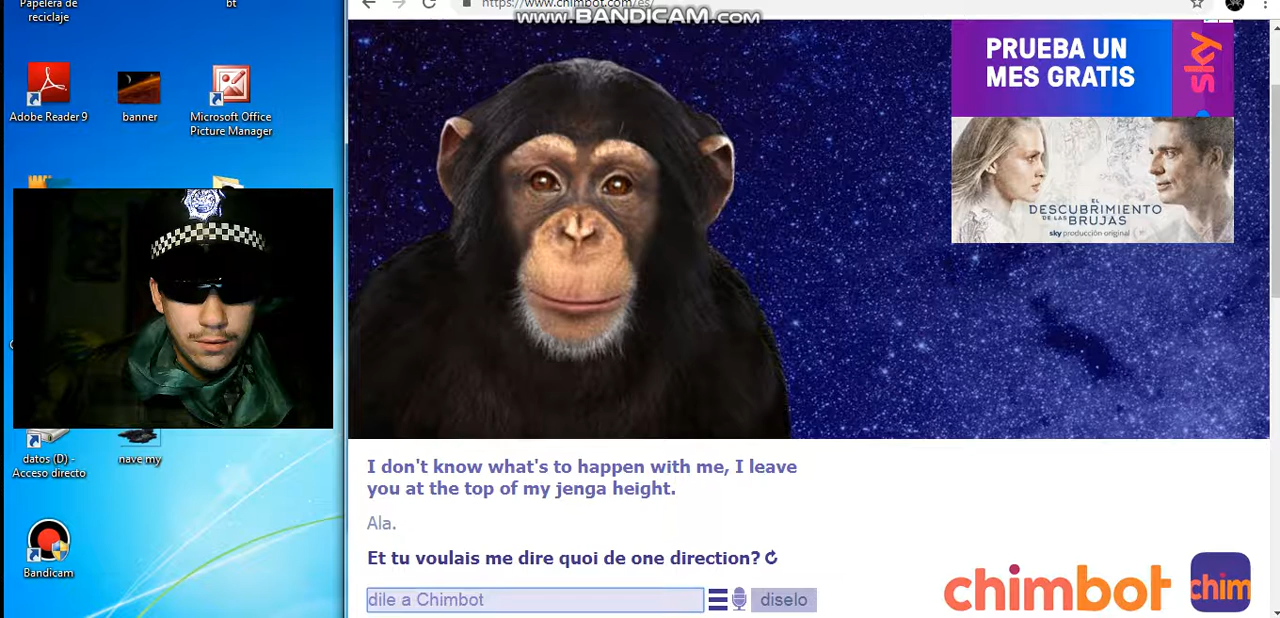 Papelera de
reciclaje
bt
Adobe Reader 9
banner
Microsoft Office
Picture Manager
datos (D) -
Acceso directo
nave my
Bandicam
https://www.chimbot.com/es/
WWW.BANDICAM.COM
PRUEBA UN
MES GRATIS
sky
EL
DESCUBRIMIENTO
DE LAS BRUJAS
sky producción original
I don't know what's to happen with me, I leave
you at the top of my jenga height.
Ala.
Et tu voulais me dire quoi de one direction?
dile a Chimbot
diselo
chimbot
chim